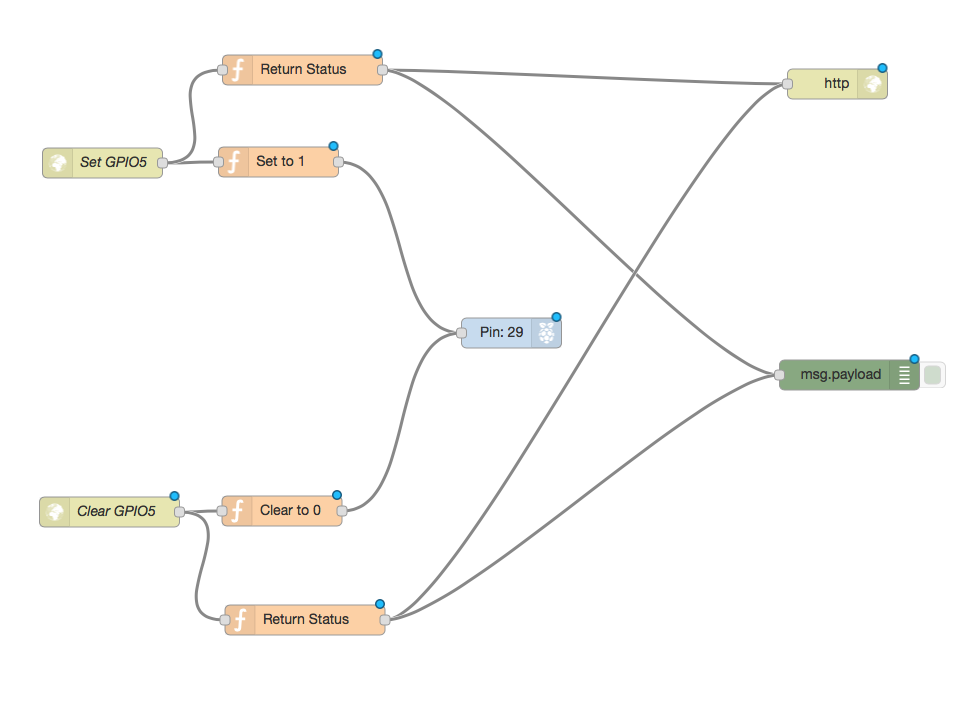 Return Status
http
Set GPIO5
Set to 1
Pin: 29
msg.payload
Clear GPIO5
Clear to 0
Return Status